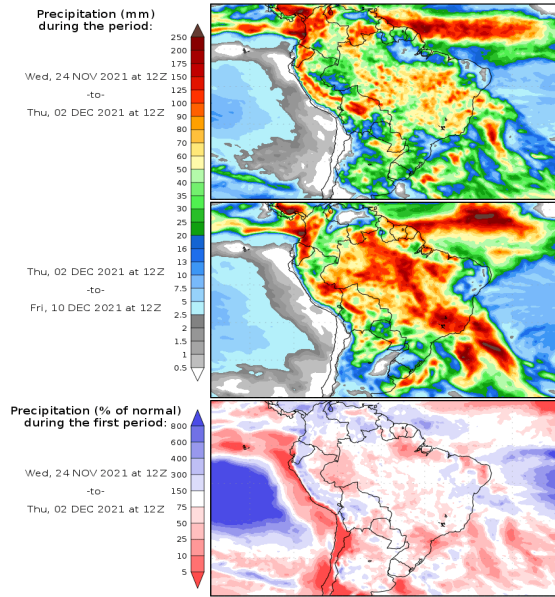 Precipitation (mm)
during the period:
Wed, 24 NOV 2021 at 12Z
-to-
Thu, 02 DEC 2021 at 12Z
250
200
175
150
125
100
90
80
70
60
50
40
35
30
25
20
16
13
10
7.5
5
2.5
2
1.5
1
0.5
Thu, 02 DEC 2021 at 12Z
-to-
Fri, 10 DEC 2021 at 12Z
Precipitation (% of normal)
during the first period:
800
600
400
300
150
75
50
25
10
5
Wed, 24 NOV 2021 at 12Z
-to-
Thu, 02 DEC 2021 at 12Z